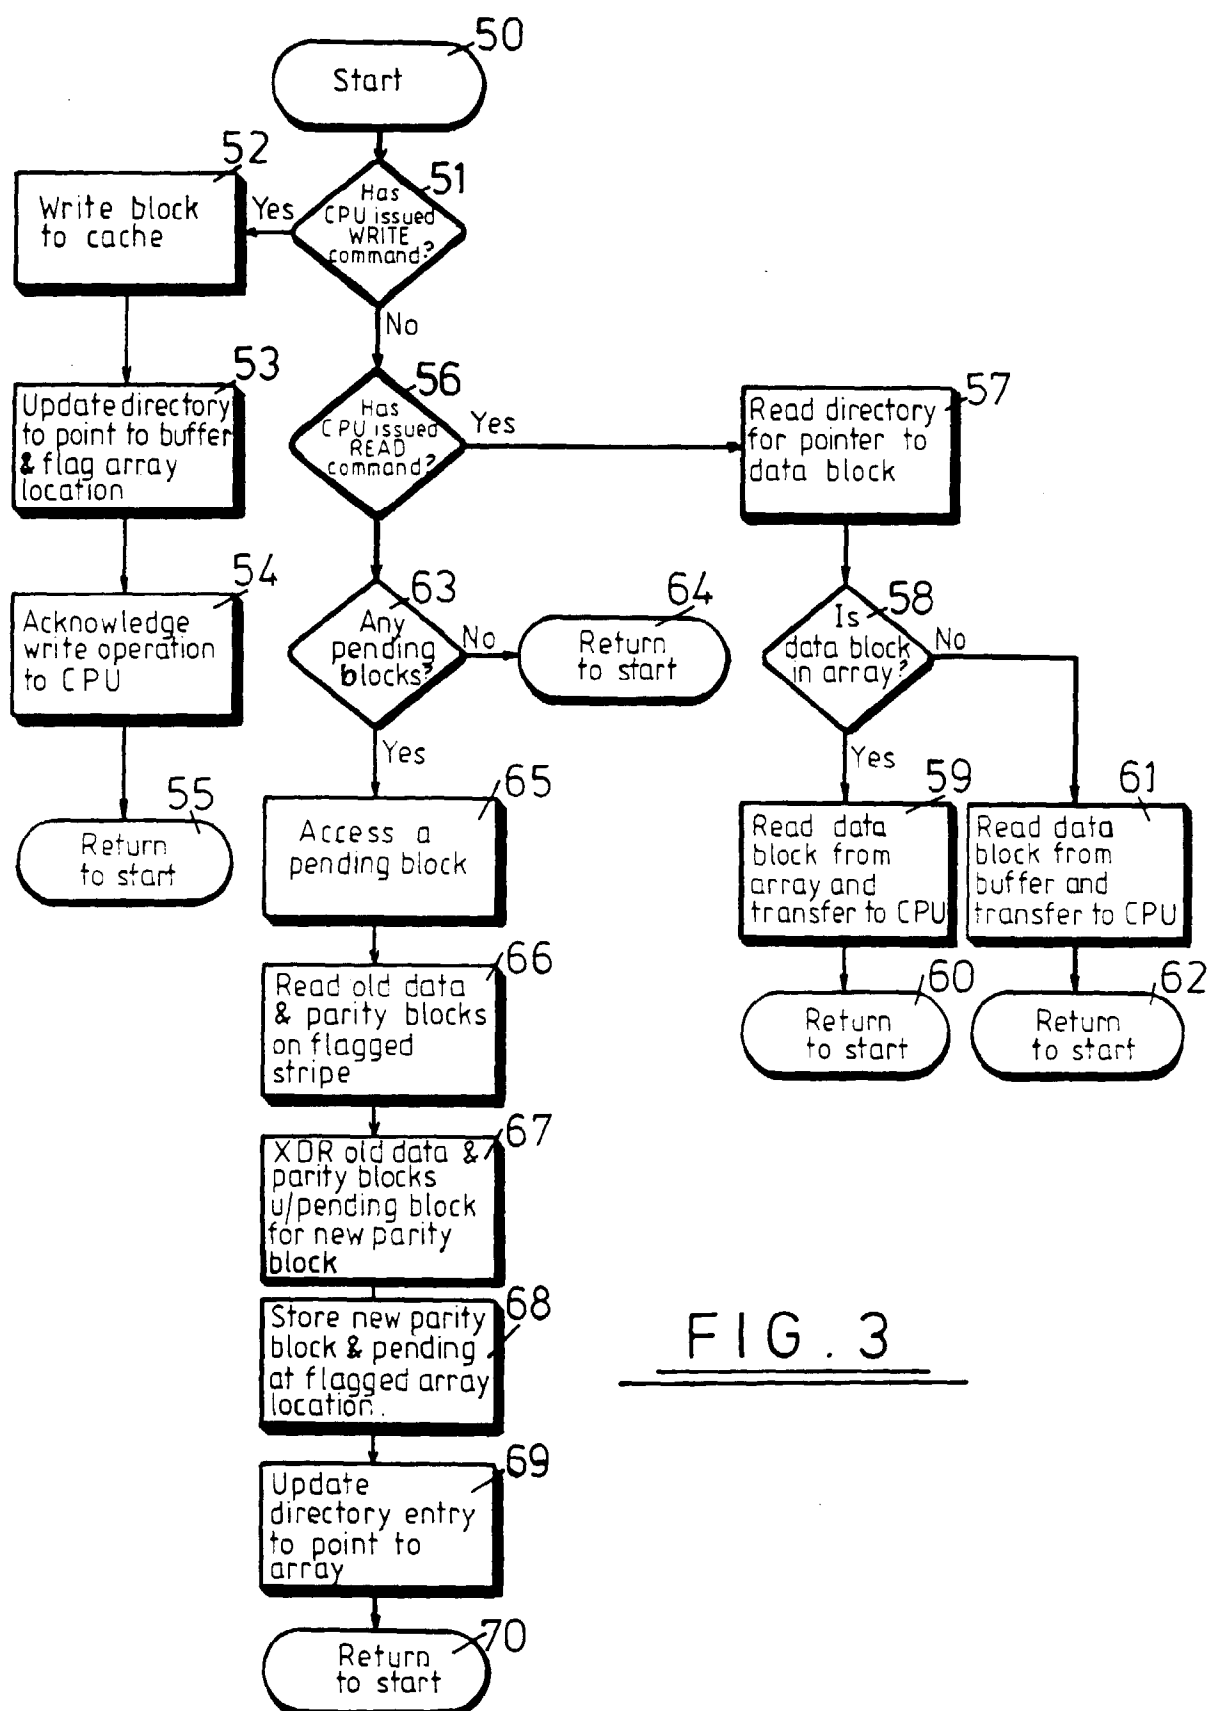 50
Start
51
Has
CPU issued
WRITE
command?
Yes
No
52
Write block
to cache
53
Update directory
to point to buffer
& flag array
location
54
Acknowledge
write operation
to CPU
55
Return
to start
56
Has
CPU issued
READ
command?
Yes
57
Read directory
for pointer to
data block
58
Is
data block
in array?
No
Yes
59
Read data
block from
array and
transfer to CPU
60
Return
to start
61
Read data
block from
buffer and
transfer to CPU
62
Return
to start
63
Any
pending
blocks?
No
Yes
64
Return
to start
65
Access a
pending block
66
Read old data
& parity blocks
on flagged
stripe
67
XOR old data &
parity blocks
u/pending block
for new parity
block
68
Store new parity
block & pending
at flagged array
location.
69
Update
directory entry
to point to
array
70
Return
to start
FIG. 3